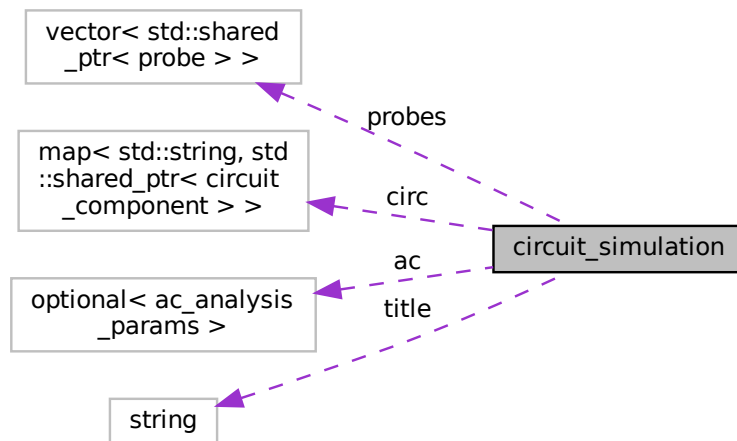 vector< std::shared
_ptr< probe > >
probes
map< std::string, std
::shared_ptr< circuit
_component > >
circ
circuit_simulation
ac
optional< ac_analysis
_params >
title
string